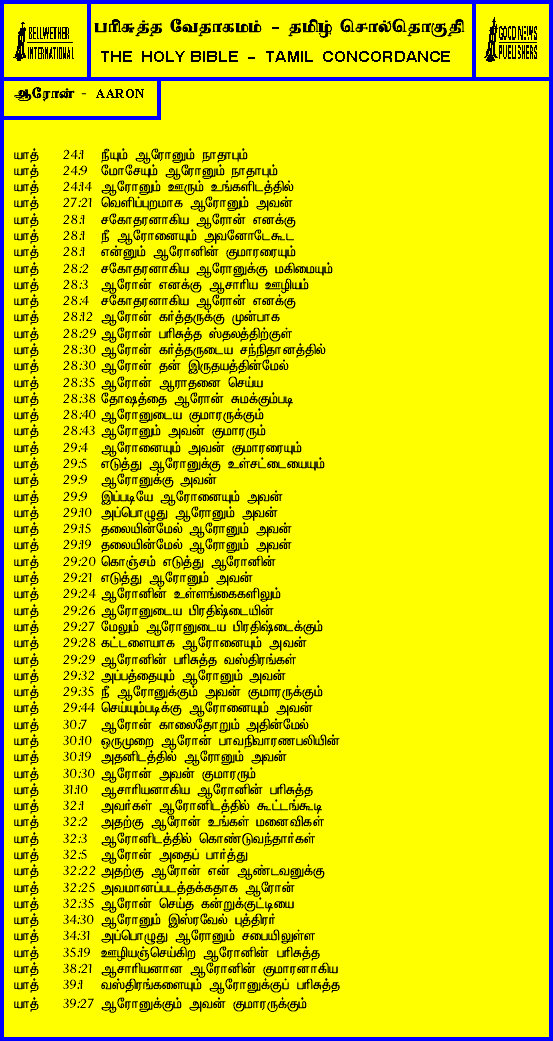 BELLWETHER
INTERNATIONAL
பரிசுத்த வேதாகமம் - தமிழ் சொல்தொகுதி
THE HOLY BIBLE - TAMIL CONCORDANCE
GOOD NEWS
PUBLISHERS
ஆரோன் - AARON
யாத் 24:1 நீயும் ஆரோனும் நாதாபும்
யாத் 24:9 மோசேயும் ஆரோனும் நாதாபும்
யாத் 24:14 ஆரோனும் ஊரும் உங்களிடத்தில்
யாத் 27:21 வெளிப்புறமாக ஆரோனும் அவன்
யாத் 28:1 சகோதரனாகிய ஆரோன் எனக்கு
யாத் 28:1 நீ ஆரோனையும் அவனோடேகூட
யாத் 28:1 என்னும் ஆரோனின் குமாரரையும்
யாத் 28:2 சகோதரனாகிய ஆரோனுக்கு மகிமையும்
யாத் 28:3 ஆரோன் எனக்கு ஆசாரிய ஊழியம்
யாத் 28:4 சகோதரனாகிய ஆரோன் எனக்கு
யாத் 28:12 ஆரோன் கர்த்தருக்கு முன்பாக
யாத் 28:29 ஆரோன் பரிசுத்த ஸ்தலத்திற்குள்
யாத் 28:30 ஆரோன் கர்த்தருடைய சந்நிதானத்தில்
யாத் 28:30 ஆரோன் தன் இருதயத்தின்மேல்
யாத் 28:35 ஆரோன் ஆராதனை செய்ய
யாத் 28:38 தோஷத்தை ஆரோன் சுமக்கும்படி
யாத் 28:40 ஆரோனுடைய குமாரருக்கும்
யாத் 28:43 ஆரோனும் அவன் குமாரரும்
யாத் 29:4 ஆரோனையும் அவன் குமாரரையும்
யாத் 29:5 எடுத்து ஆரோனுக்கு உள்சட்டையையும்
யாத் 29:9 ஆரோனுக்கு அவன்
யாத் 29:9 இப்படியே ஆரோனையும் அவன்
யாத் 29:10 அப்பொழுது ஆரோனும் அவன்
யாத் 29:15 தலையின்மேல் ஆரோனும் அவன்
யாத் 29:19 தலையின்மேல் ஆரோனும் அவன்
யாத் 29:20 கொஞ்சம் எடுத்து ஆரோனின்
யாத் 29:21 எடுத்து ஆரோனும் அவன்
யாத் 29:24 ஆரோனின் உள்ளங்கைகளிலும்
யாத் 29:26 ஆரோனுடைய பிரதிஷ்டையின்
யாத் 29:27 மேலும் ஆரோனுடைய பிரதிஷ்டைக்கும்
யாத் 29:28 கட்டளையாக ஆரோனையும் அவன்
யாத் 29:29 ஆரோனின் பரிசுத்த வஸ்திரங்கள்
யாத் 29:32 அப்பத்தையும் ஆரோனும் அவன்
யாத் 29:35 நீ ஆரோனுக்கும் அவன் குமாரருக்கும்
யாத் 29:44 செய்யும்படிக்கு ஆரோனையும் அவன்
யாத் 30:7 ஆரோன் காலைதோறும் அதின்மேல்
யாத் 30:10 ஒருமுறை ஆரோன் பாவநிவாரணபலியின்
யாத் 30:19 அதனிடத்தில் ஆரோனும் அவன்
யாத் 30:30 ஆரோன் அவன் குமாரரும்
யாத் 31:10 ஆசாரியனாகிய ஆரோனின் பரிசுத்த
யாத் 32:1 அவர்கள் ஆரோனிடத்தில் கூட்டங்கூடி
யாத் 32:2 அதற்கு ஆரோன் உங்கள் மனைவிகள்
யாத் 32:3 ஆரோனிடத்தில் கொண்டுவந்தார்கள்
யாத் 32:5 ஆரோன் அதைப் பார்த்து
யாத் 32:22 அதற்கு ஆரோன் என் ஆண்டவனுக்கு
யாத் 32:25 அவமானப்படத்தக்கதாக ஆரோன்
யாத் 32:35 ஆரோன் செய்த கன்றுக்குட்டியை
யாத் 34:30 ஆரோனும் இஸ்ரவேல் புத்திரர்
யாத் 34:31 அப்பொழுது ஆரோனும் சபையிலுள்ள
யாத் 35:19 ஊழியஞ்செய்கிற ஆரோனின் பரிசுத்த
யாத் 38:21 ஆசாரியனான ஆரோனின் குமாரனாகிய
யாத் 39:1 வஸ்திரங்களையும் ஆரோனுக்குப் பரிசுத்த
யாத் 39:27 ஆரோனுக்கும் அவன் குமாரருக்கும்